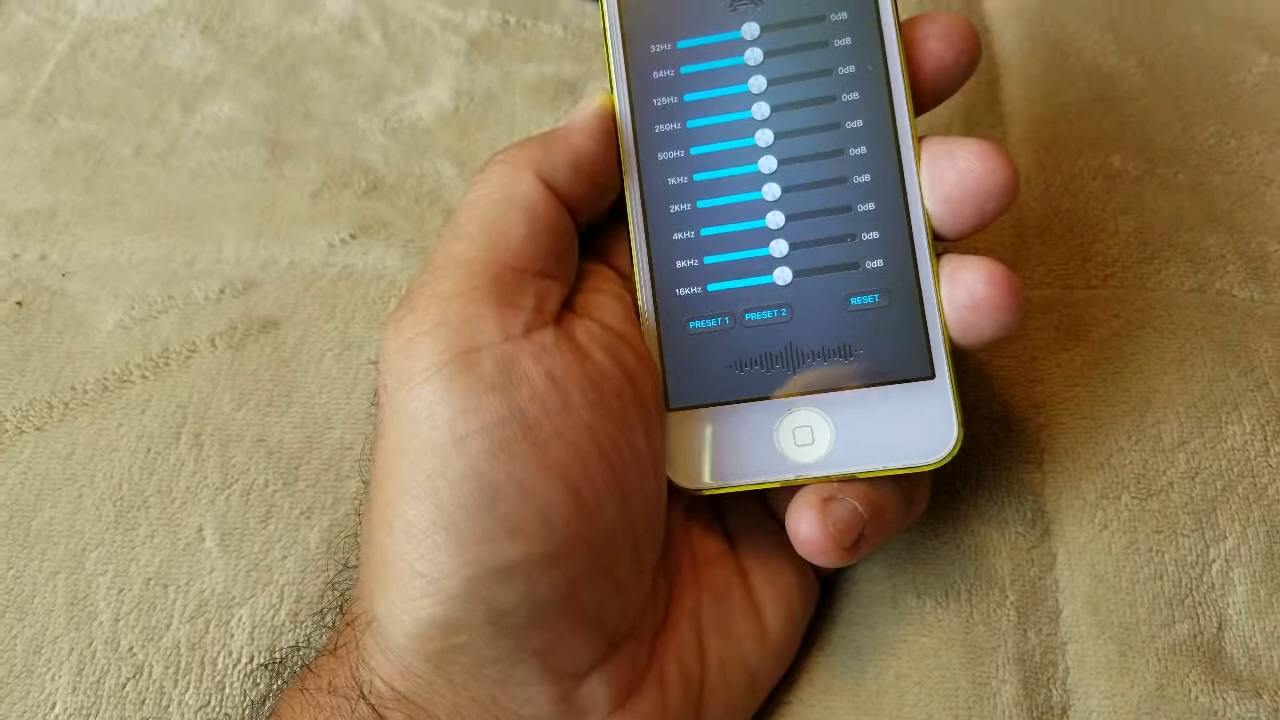 32Hz 0dB
64Hz 0dB
125Hz 0dB
250Hz 0dB
500Hz 0dB
1KHz 0dB
2KHz 0dB
4KHz 0dB
8KHz 0dB
16KHz 0dB
PRESET 1 PRESET 2 RESET